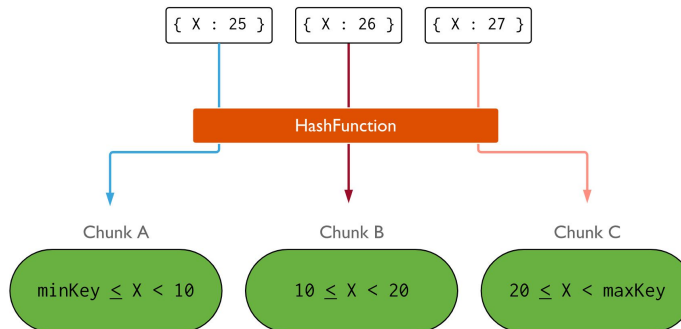 { X : 25 } { X : 26 } { X : 27 }
HashFunction
Chunk A Chunk B Chunk C
minKey ≤ X < 10 10 ≤ X < 20 20 ≤ X < maxKey